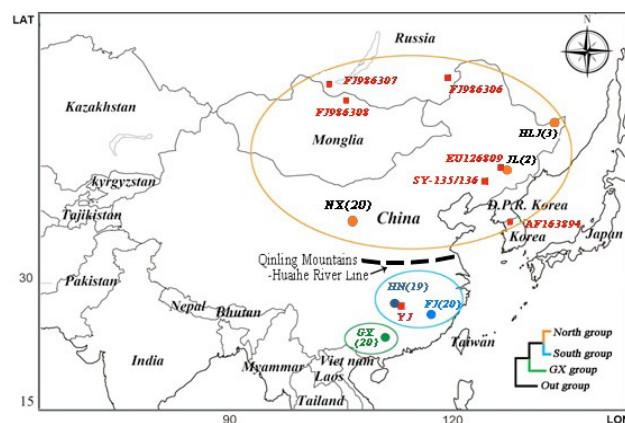 LAT
Russia
FJ986307
FJ986306
FJ986308
Kazakhstan
Monglia
HLJ(3)
EU126809
JL(2)
SY-135/136
kyrgyzstan
NX(20)
China
D.P.R. Korea
Tajikistan
AF163894
Korea
Japan
Qinling Mountains
-Huaihe River Line
Pakistan
30
HN(19)
FJ(20)
Nepal
Bhutan
YJ
GX
(20)
Taiwan
North group
South group
GX group
Out group
India
Myanmar
Viet nam
Laos
Tailand
15
90
120
LON